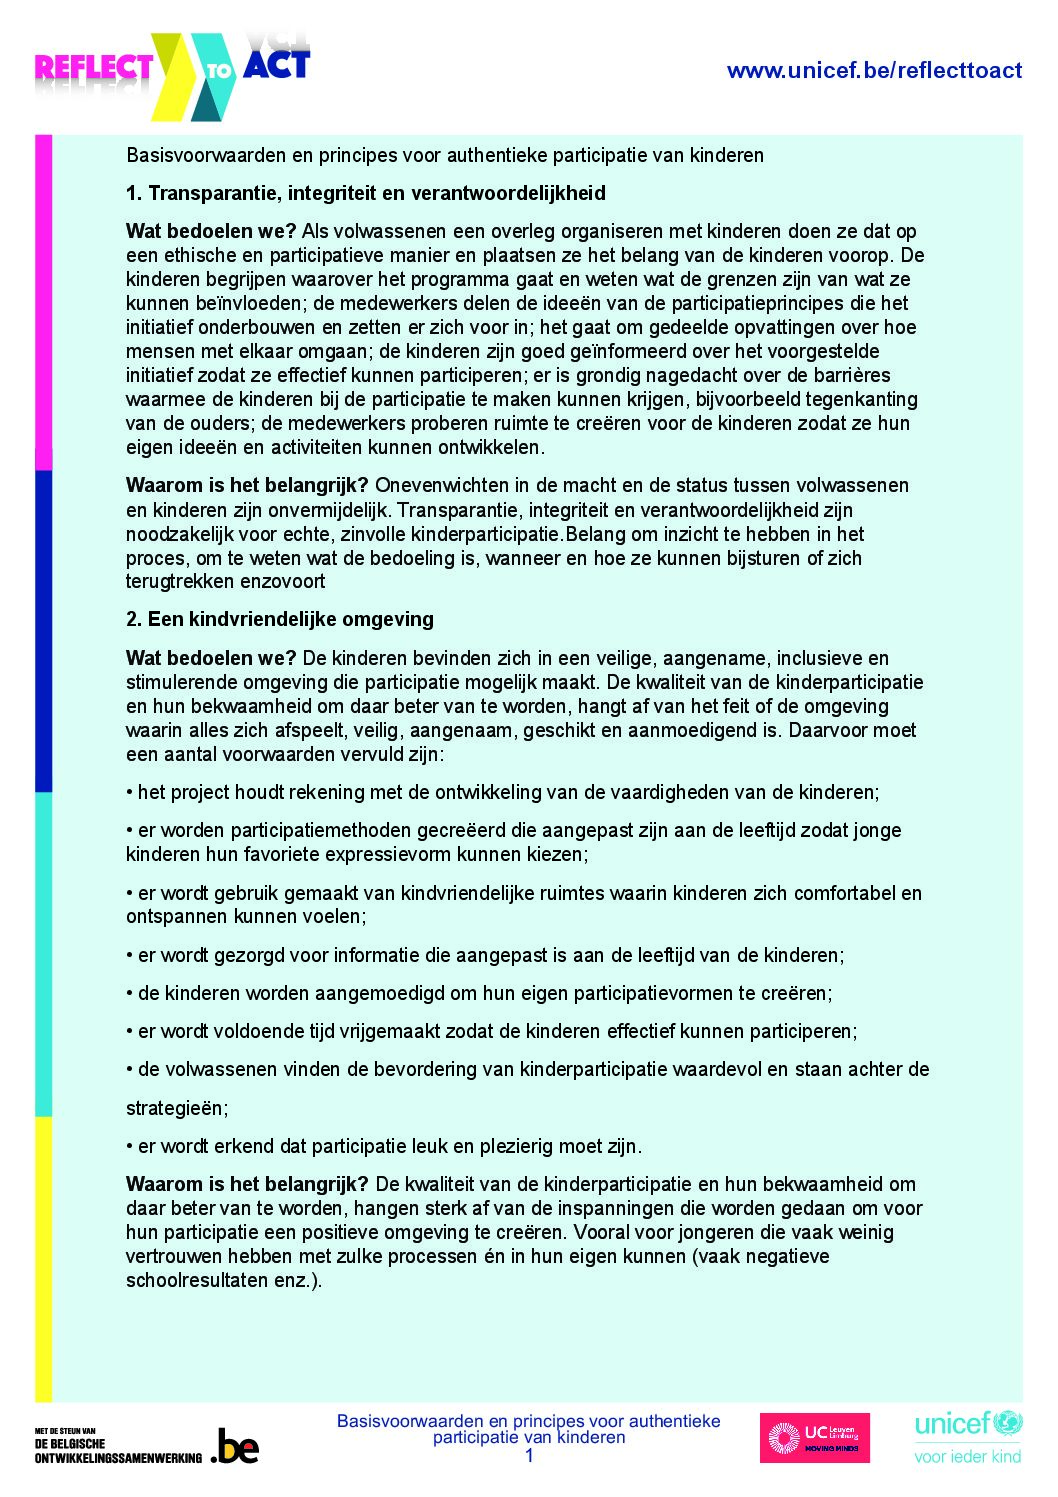 REFLECT TO ACT
www.unicef.be/reflecttoact
Basisvoorwaarden en principes voor authentieke participatie van kinderen
1. Transparantie, integriteit en verantwoordelijkheid
Wat bedoelen we? Als volwassenen een overleg organiseren met kinderen doen ze dat op
een ethische en participatieve manier en plaatsen ze het belang van de kinderen voorop. De
kinderen begrijpen waarover het programma gaat en weten wat de grenzen zijn van wat ze
kunnen beïnvloeden; de medewerkers delen de ideeën van de participatieprincipes die het
initiatief onderbouwen en zetten er zich voor in; het gaat om gedeelde opvattingen over hoe
mensen met elkaar omgaan; de kinderen zijn goed geïnformeerd over het voorgestelde
initiatief zodat ze effectief kunnen participeren; er is grondig nagedacht over de barrières
waarmee de kinderen bij de participatie te maken kunnen krijgen, bijvoorbeeld tegenkanting
van de ouders; de medewerkers proberen ruimte te creëren voor de kinderen zodat ze hun
eigen ideeën en activiteiten kunnen ontwikkelen.
Waarom is het belangrijk? Onevenwichten in de macht en de status tussen volwassenen
en kinderen zijn onvermijdelijk. Transparantie, integriteit en verantwoordelijkheid zijn
noodzakelijk voor echte, zinvolle kinderparticipatie.Belang om inzicht te hebben in het
proces, om te weten wat de bedoeling is, wanneer en hoe ze kunnen bijsturen of zich
terugtrekken enzovoort
2. Een kindvriendelijke omgeving
Wat bedoelen we? De kinderen bevinden zich in een veilige, aangename, inclusieve en
stimulerende omgeving die participatie mogelijk maakt. De kwaliteit van de kinderparticipatie
en hun bekwaamheid om daar beter van te worden, hangt af van het feit of de omgeving
waarin alles zich afspeelt, veilig, aangenaam, geschikt en aanmoedigend is. Daarvoor moet
een aantal voorwaarden vervuld zijn:
• het project houdt rekening met de ontwikkeling van de vaardigheden van de kinderen;
• er worden participatiemethoden gecreëerd die aangepast zijn aan de leeftijd zodat jonge
kinderen hun favoriete expressievorm kunnen kiezen;
• er wordt gebruik gemaakt van kindvriendelijke ruimtes waarin kinderen zich comfortabel en
ontspannen kunnen voelen;
• er wordt gezorgd voor informatie die aangepast is aan de leeftijd van de kinderen;
• de kinderen worden aangemoedigd om hun eigen participatievormen te creëren;
• er wordt voldoende tijd vrijgemaakt zodat de kinderen effectief kunnen participeren;
• de volwassenen vinden de bevordering van kinderparticipatie waardevol en staan achter de
strategieën;
• er wordt erkend dat participatie leuk en plezierig moet zijn.
Waarom is het belangrijk? De kwaliteit van de kinderparticipatie en hun bekwaamheid om
daar beter van te worden, hangen sterk af van de inspanningen die worden gedaan om voor
hun participatie een positieve omgeving te creëren. Vooral voor jongeren die vaak weinig
vertrouwen hebben met zulke processen én in hun eigen kunnen (vaak negatieve
schoolresultaten enz.).
MET DE STEUN VAN
DE BELGISCHE
ONTWIKKELINGSSAMENWERKING
.be
Basisvoorwaarden en principes voor authentieke
participatie van kinderen
1
UC Leuven
Limburg
MOVING MINDS
unicef
voor ieder kind